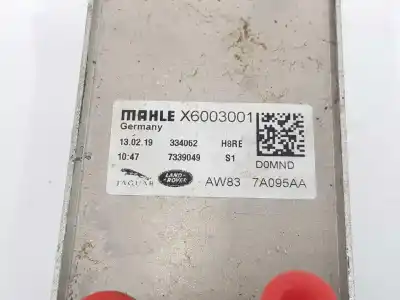 MAHLE X6003001
Germany
13.02.19 334062 H8RE
10:47 7339049 S1 D0MND
JAGUAR LAND-ROVER AW83 7A095AA